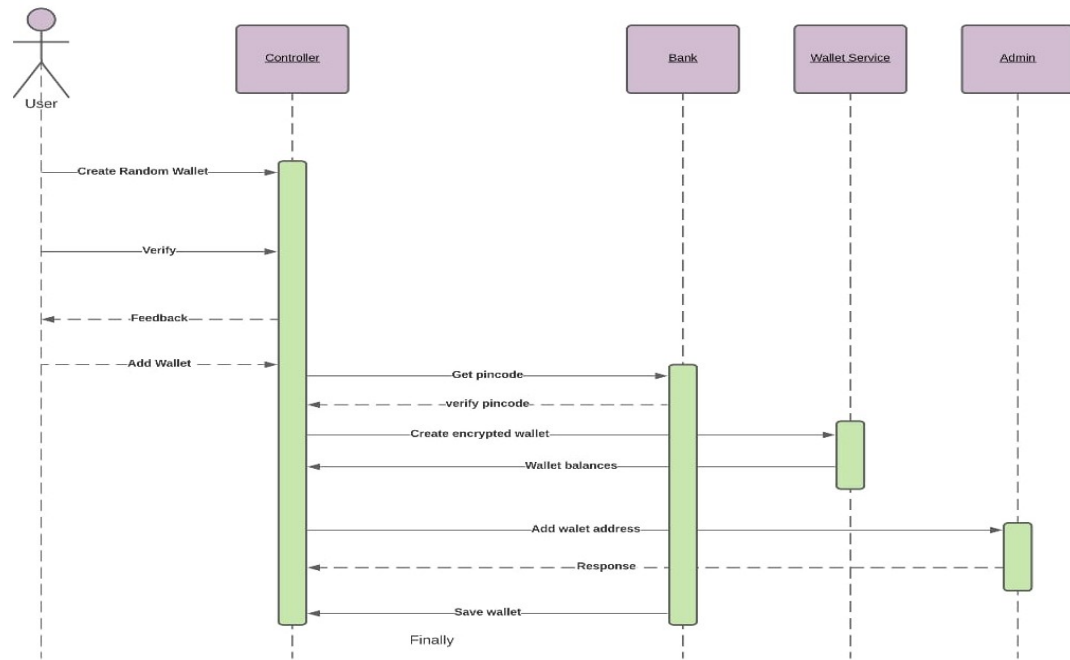 Controller
Bank
Wallet Service
Admin
User
Create Random Wallet
Verify
Feedback
Add Wallet
Get pincode
verify pincode
Create encrypted wallet
Wallet balances
Add walet address
Response
Save wallet
Finally